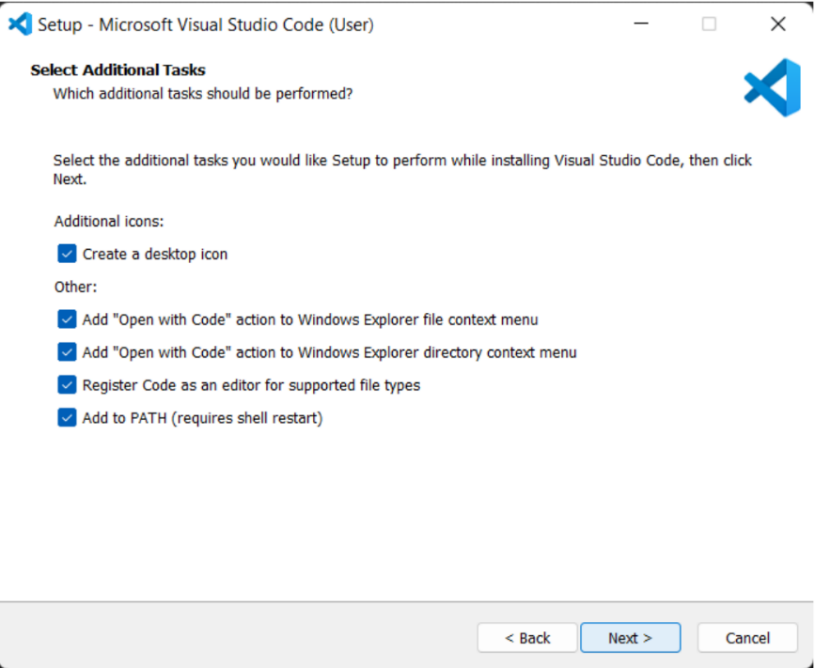 Setup - Microsoft Visual Studio Code (User)
Select Additional Tasks
Which additional tasks should be performed?
Select the additional tasks you would like Setup to perform while installing Visual Studio Code, then click
Next.
Additional icons:
Create a desktop icon
Other:
Add "Open with Code" action to Windows Explorer file context menu
Add "Open with Code" action to Windows Explorer directory context menu
Register Code as an editor for supported file types
Add to PATH (requires shell restart)
< Back Next > Cancel